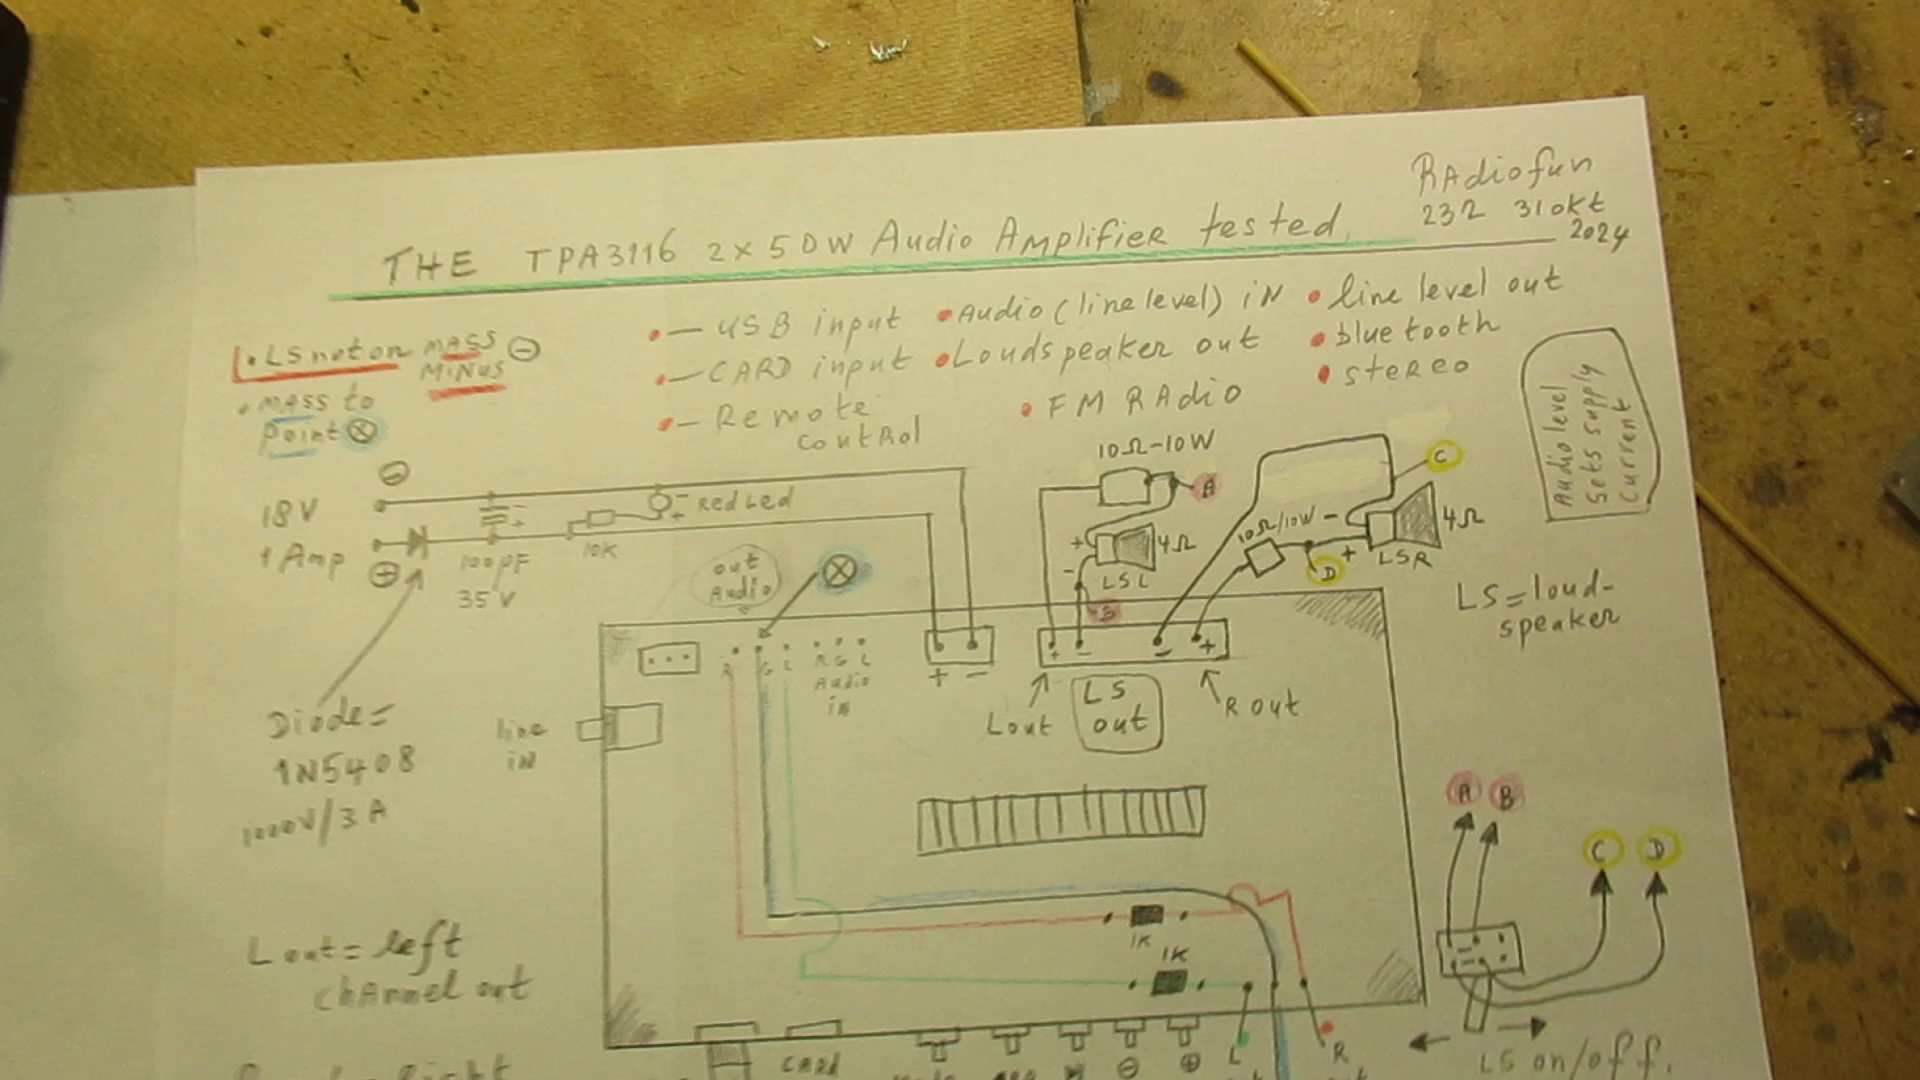 RAdiofun
232 31okt
2024
THE TPA3116 2x50W Audio Amplifier tested
• — USB input
• — CARD input
• — Remote
control
• Audio (line level) iN
• Loudspeaker out
• FM RAdio
• line level out
• bluetooth
• stereo
• LS not on MASS ⊖
MINUS
• MASS to
point ⊗
Audio level
sets supply
current
⊖
18V
1 Amp
⊕
100µF
35V
10K
- Red Led
+
out
Audio
⊗
10Ω-10W
A
+
-
4Ω
LSL
B
C
10Ω/10W
-
+
4Ω
LSR
D
LS = loud-
speaker
R G L
R G L
Audio
in
+ -
+ - - +
Lout
LS
out
R out
Diode =
1N5408
1000V/3A
line
in
A B
C D
1K
1K
L out = left
channel out
CARD
⊖
⊕
L
R
LS on/off.